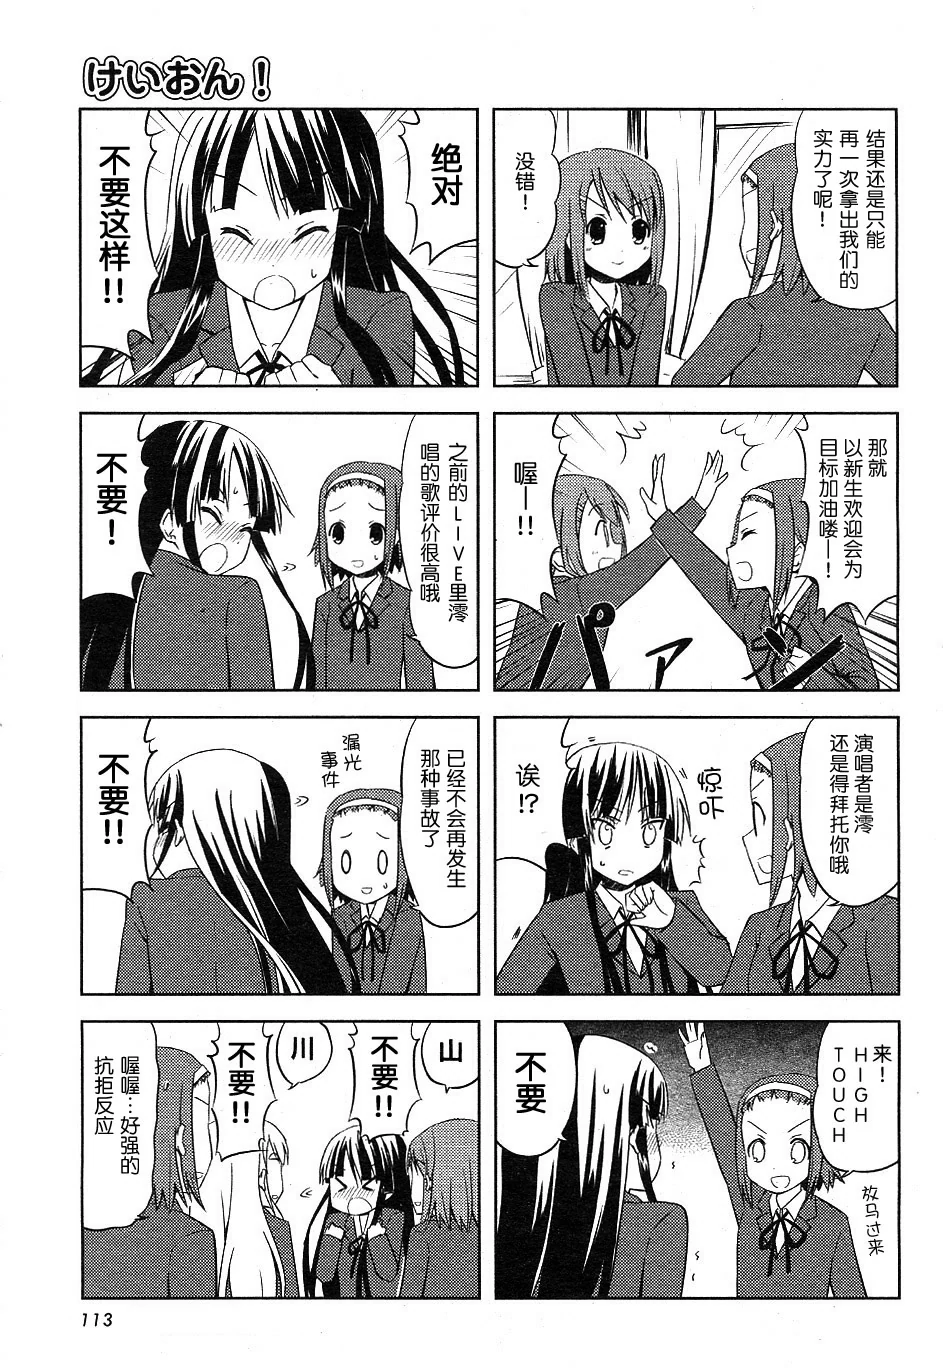 けいおん！
结果还是只能
再一次拿出我们的
实力了呢！
没错！
那就
以新生欢迎会为
目标加油喽—！
喔—!!
パァン
演唱者是澪
还是得拜托你哦
惊吓
诶!?
来！
HIGH
TOUCH
放马过来
不要
绝对
不要这样!!
之前的LIVE里澪
唱的歌评价很高哦
不要！
已经不会再发生
那种事故了
漏光
事件
不要!!
山
不要!!
川
不要!!
喔喔…好强的
抗拒反应
113